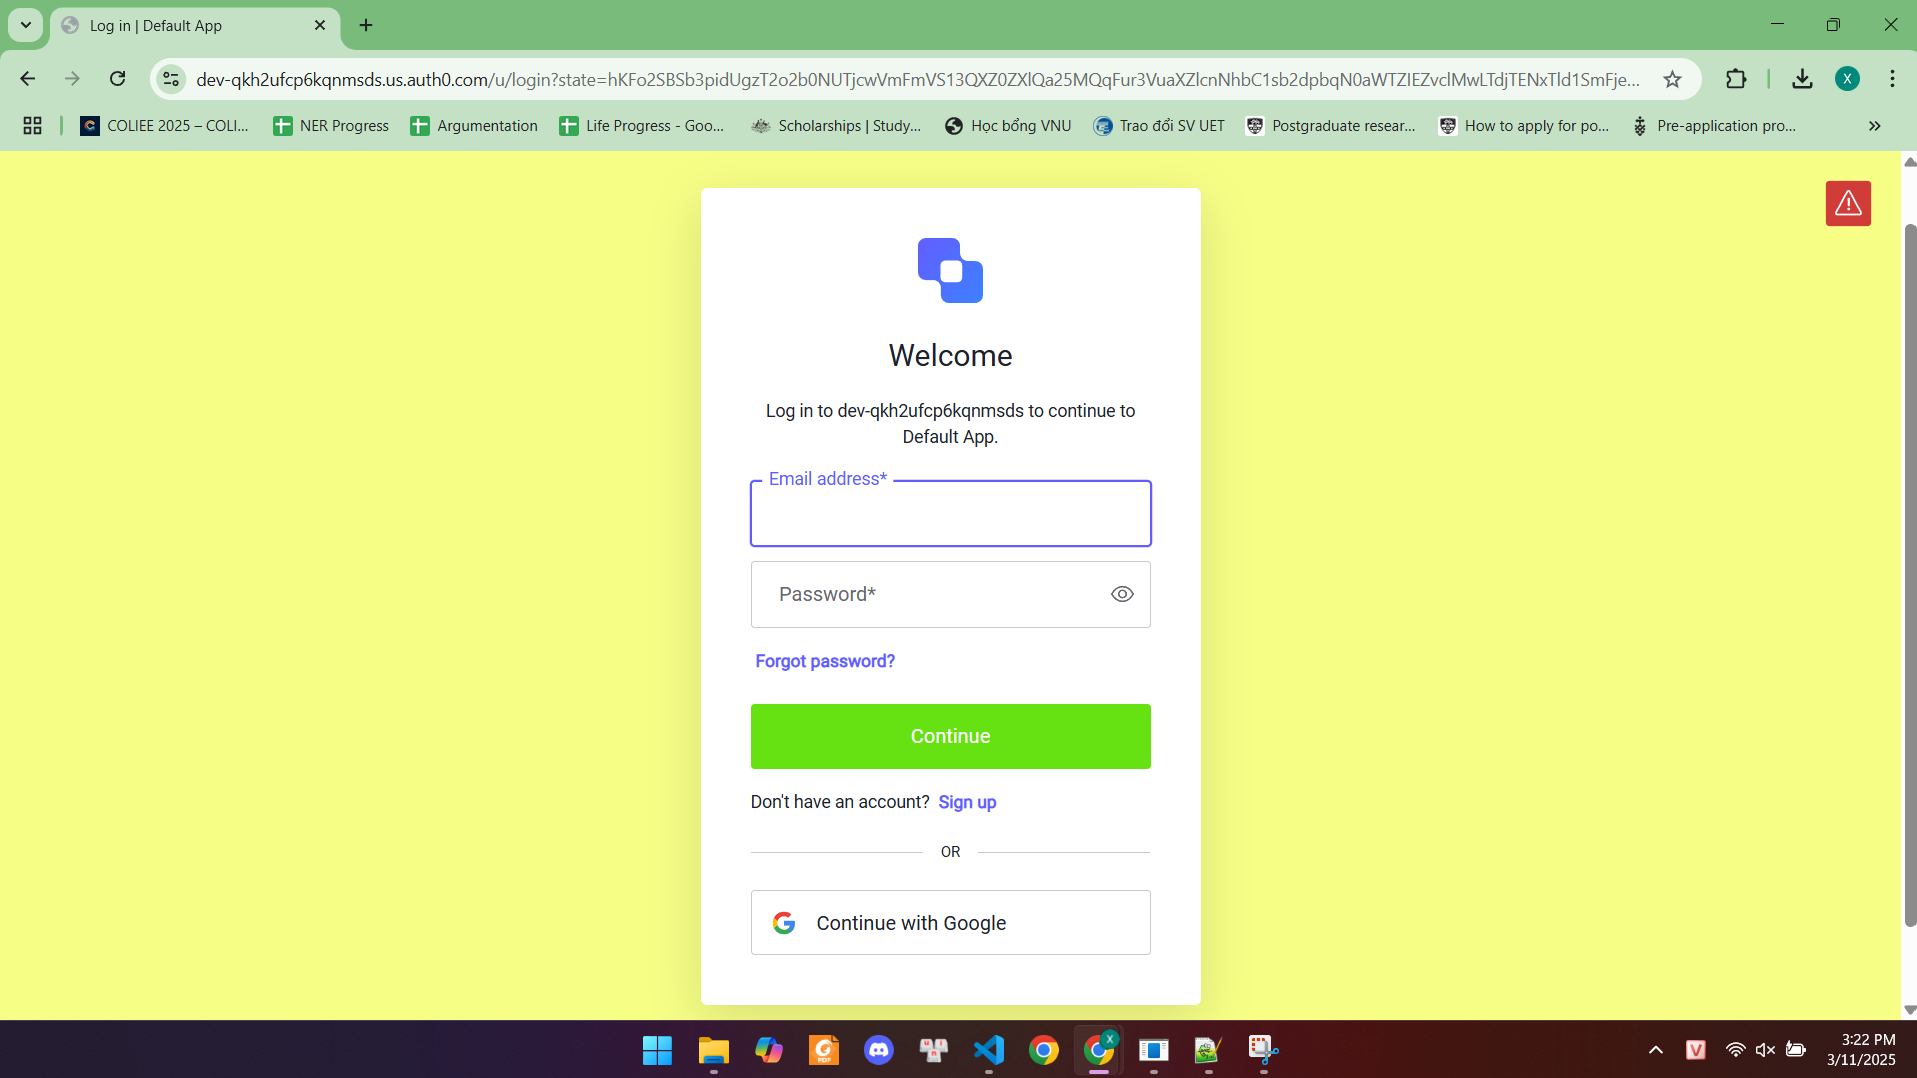 Log in | Default App
dev-qkh2ufcp6kqnmsds.us.auth0.com/u/login?state=hKFo2SBSb3pidUgzT2o2b0NUTjcwVmFmVS13QXZ0ZXlQa25MQqFur3VuaXZlcnNhbC1sb2dpbqN0aWTZIEZvclMwLTdjTENxTld1SmFje...
COLIEE 2025 – COLI...
NER Progress
Argumentation
Life Progress - Goo...
Scholarships | Study...
Học bổng VNU
Trao đổi SV UET
Postgraduate resear...
How to apply for po...
Pre-application pro...
Welcome
Log in to dev-qkh2ufcp6kqnmsds to continue to
Default App.
Email address*
Password*
Forgot password?
Continue
Don't have an account? Sign up
OR
Continue with Google
3:22 PM
3/11/2025